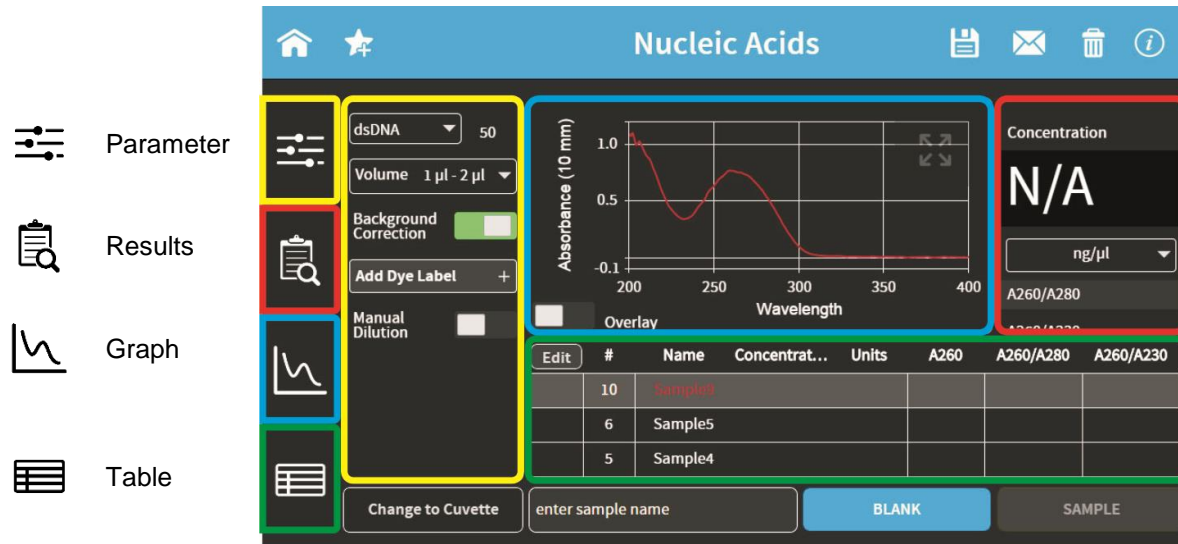 Nucleic Acids
Parameter
Results
Graph
Table
dsDNA 50
Volume 1 µl - 2 µl
Background
Correction
Add Dye Label +
Manual
Dilution
Absorbance (10 mm)
1.0
0.5
-0.1
200 250 300 350 400
Wavelength
Overlay
Concentration
N/A
ng/µl
A260/A280
A260/A230
Edit # Name Concentrat... Units A260 A260/A280 A260/A230
10 Sample9
6 Sample5
5 Sample4
Change to Cuvette
enter sample name
BLANK
SAMPLE